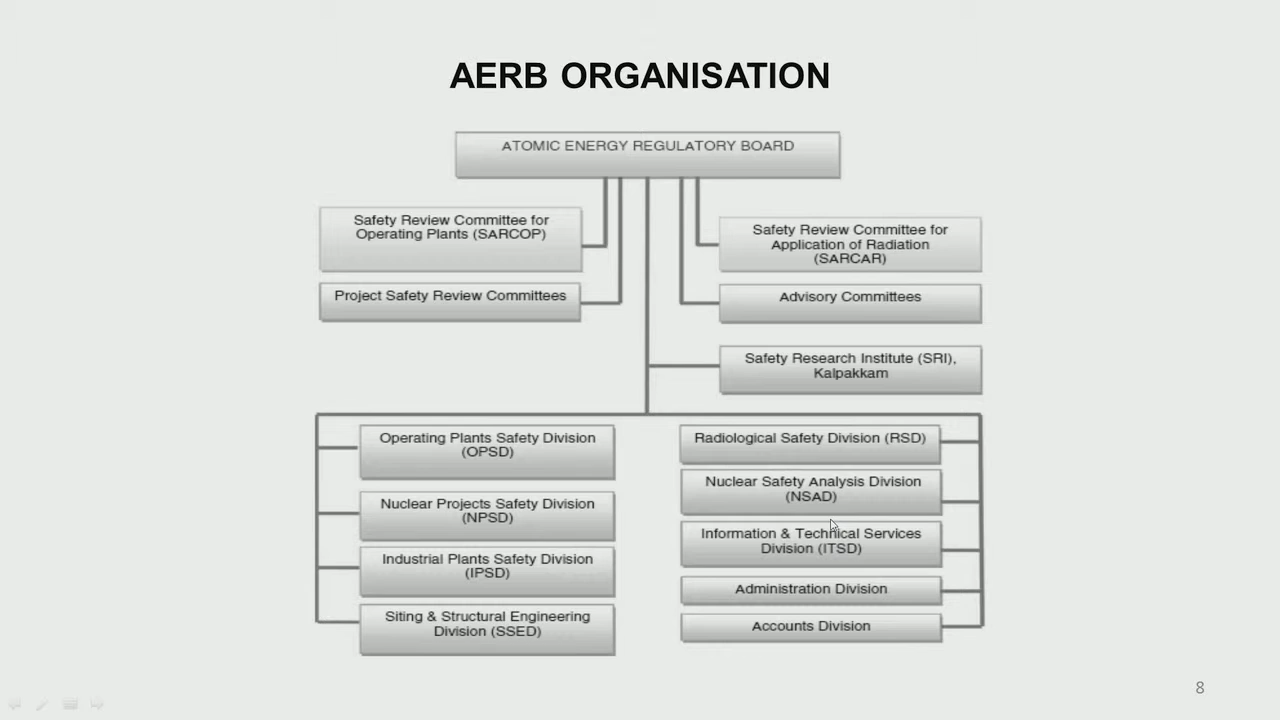 AERB ORGANISATION
ATOMIC ENERGY REGULATORY BOARD
Safety Review Committee for
Operating Plants (SARCOP)
Project Safety Review Committees
Safety Review Committee for
Application of Radiation
(SARCAR)
Advisory Committees
Safety Research Institute (SRI),
Kalpakkam
Operating Plants Safety Division
(OPSD)
Nuclear Projects Safety Division
(NPSD)
Industrial Plants Safety Division
(IPSD)
Siting & Structural Engineering
Division (SSED)
Radiological Safety Division (RSD)
Nuclear Safety Analysis Division
(NSAD)
Information & Technical Services
Division (ITSD)
Administration Division
Accounts Division
8